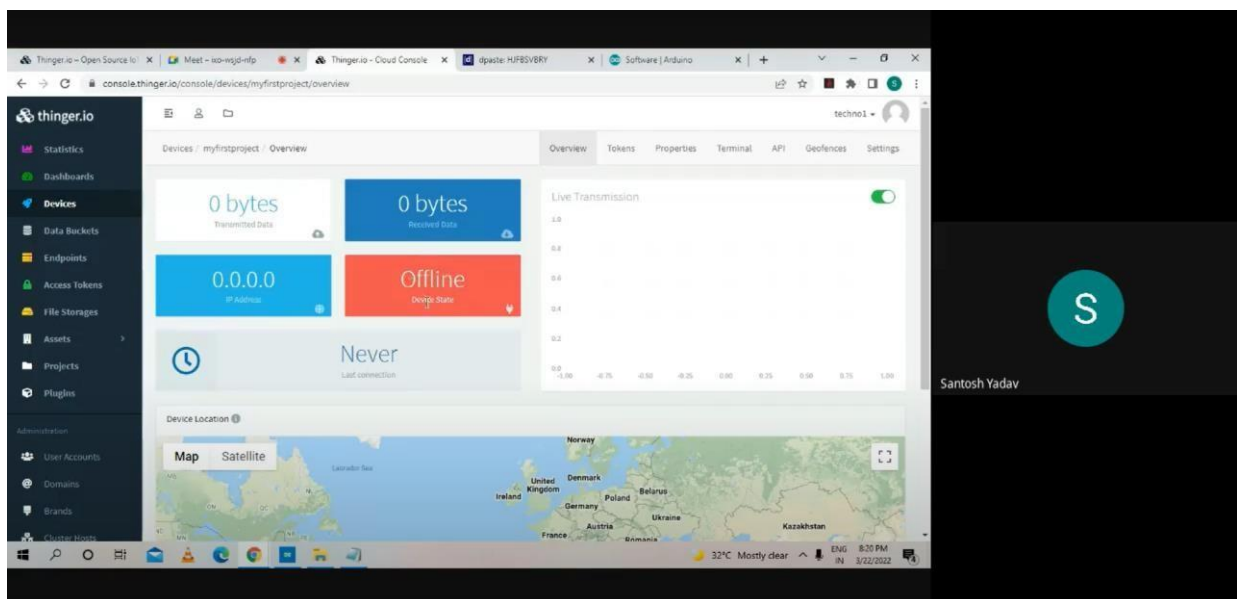 Thinger.io – Open Source Io
Meet – ixo-wsjd-nfp
Thinger.io - Cloud Console
dpaste: HJFBSVBRY
Software | Arduino
console.thinger.io/console/devices/myfirstproject/overview
thinger.io
techno1
Statistics
Dashboards
Devices
Data Buckets
Endpoints
Access Tokens
File Storages
Assets
Projects
Plugins
Administration
User Accounts
Domains
Brands
Cluster Hosts
Devices / myfirstproject / Overview
Overview Tokens Properties Terminal API Geofences Settings
0 bytes
Transmitted Data
0 bytes
Received Data
0.0.0.0
IP Address
Offline
Device State
Never
Last connection
Live Transmission
1.0
0.8
0.6
0.4
0.2
0.0
-1.00 -0.75 -0.50 -0.25 0.00 0.25 0.50 0.75 1.00
Device Location
Map Satellite
Labrador Sea
ON
QC
NL
Norway
United Kingdom
Denmark
Ireland
Poland
Belarus
Germany
Ukraine
Austria
France
Romania
Kazakhstan
S
Santosh Yadav
32°C Mostly clear
ENG
IN
8:20 PM
3/22/2022
4